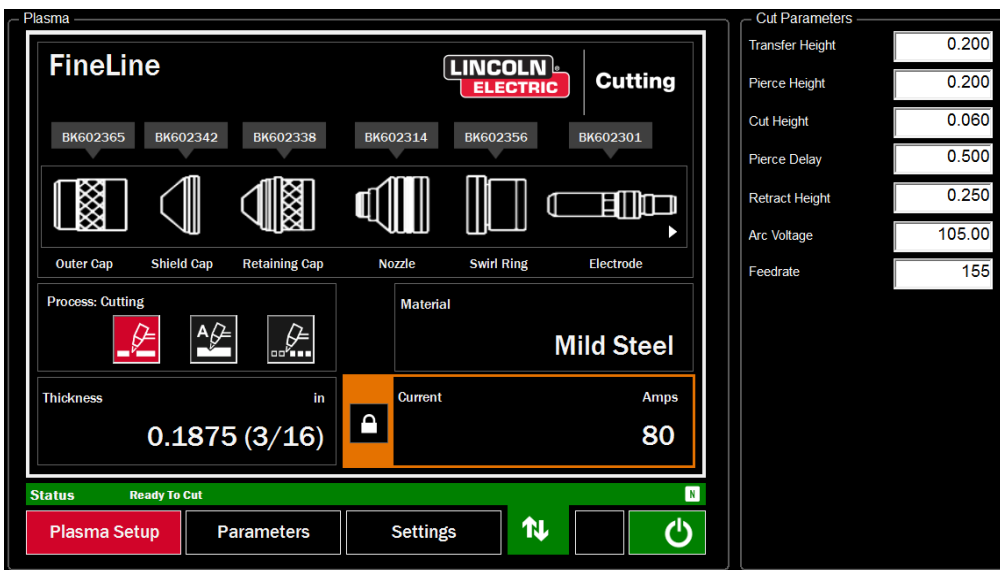 Plasma
FineLine
LINCOLN ELECTRIC
Cutting
BK602365 BK602342 BK602338 BK602314 BK602356 BK602301
Outer Cap Shield Cap Retaining Cap Nozzle Swirl Ring Electrode
Process: Cutting
A
Material
Mild Steel
Thickness in
0.1875 (3/16)
Current Amps
80
Status Ready To Cut N
Plasma Setup Parameters Settings
Cut Parameters
Transfer Height 0.200
Pierce Height 0.200
Cut Height 0.060
Pierce Delay 0.500
Retract Height 0.250
Arc Voltage 105.00
Feedrate 155